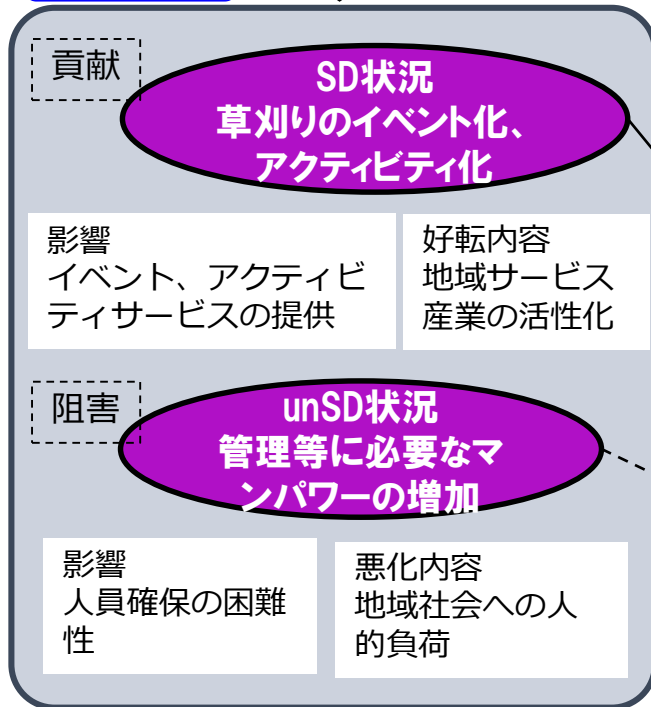 貢献
SD状況
草刈りのイベント化、
アクティビティ化
影響
イベント、アクティビ
ティサービスの提供
好転内容
地域サービス
産業の活性化
阻害
unSD状況
管理等に必要なマ
ンパワーの増加
影響
人員確保の困難
性
悪化内容
地域社会への人
的負荷